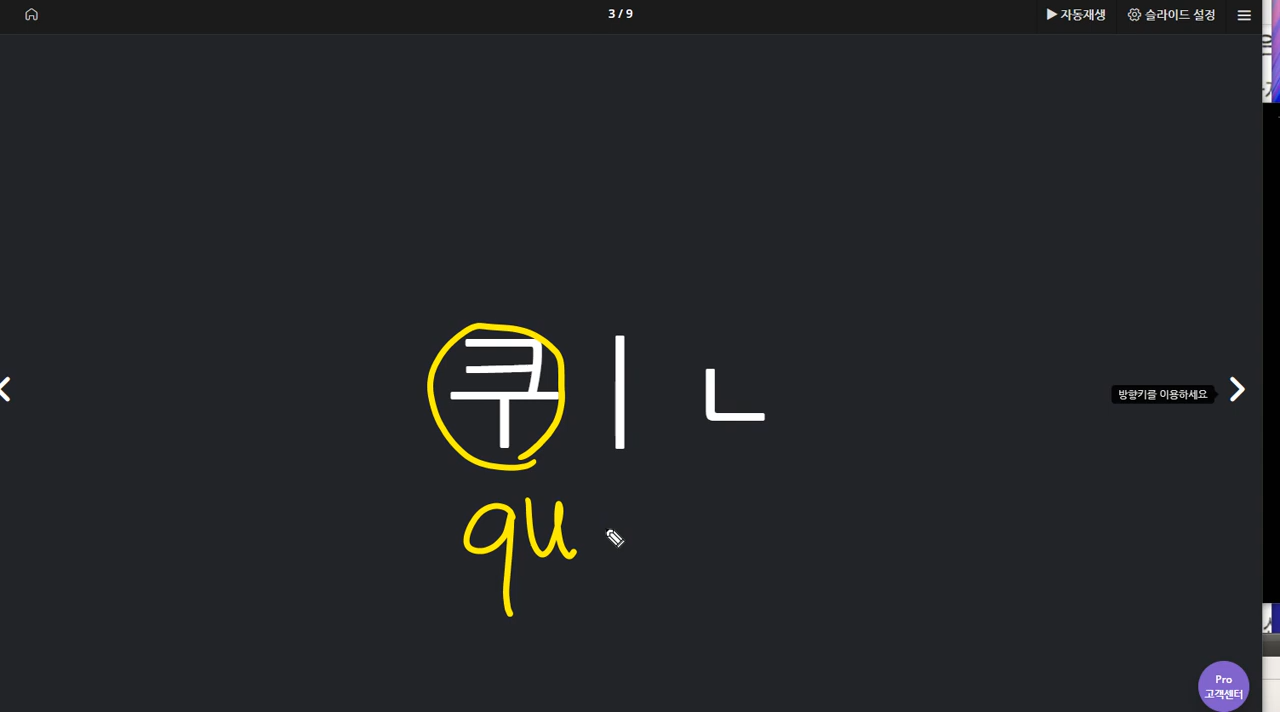 3 / 9
▶ 자동재생
슬라이드 설정
쿠 ㅣ ㄴ
방향키를 이용하세요
qu
Pro
고객센터